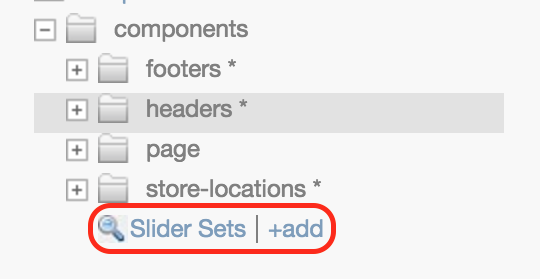 components
footers *
headers *
page
store-locations *
Slider Sets | +add